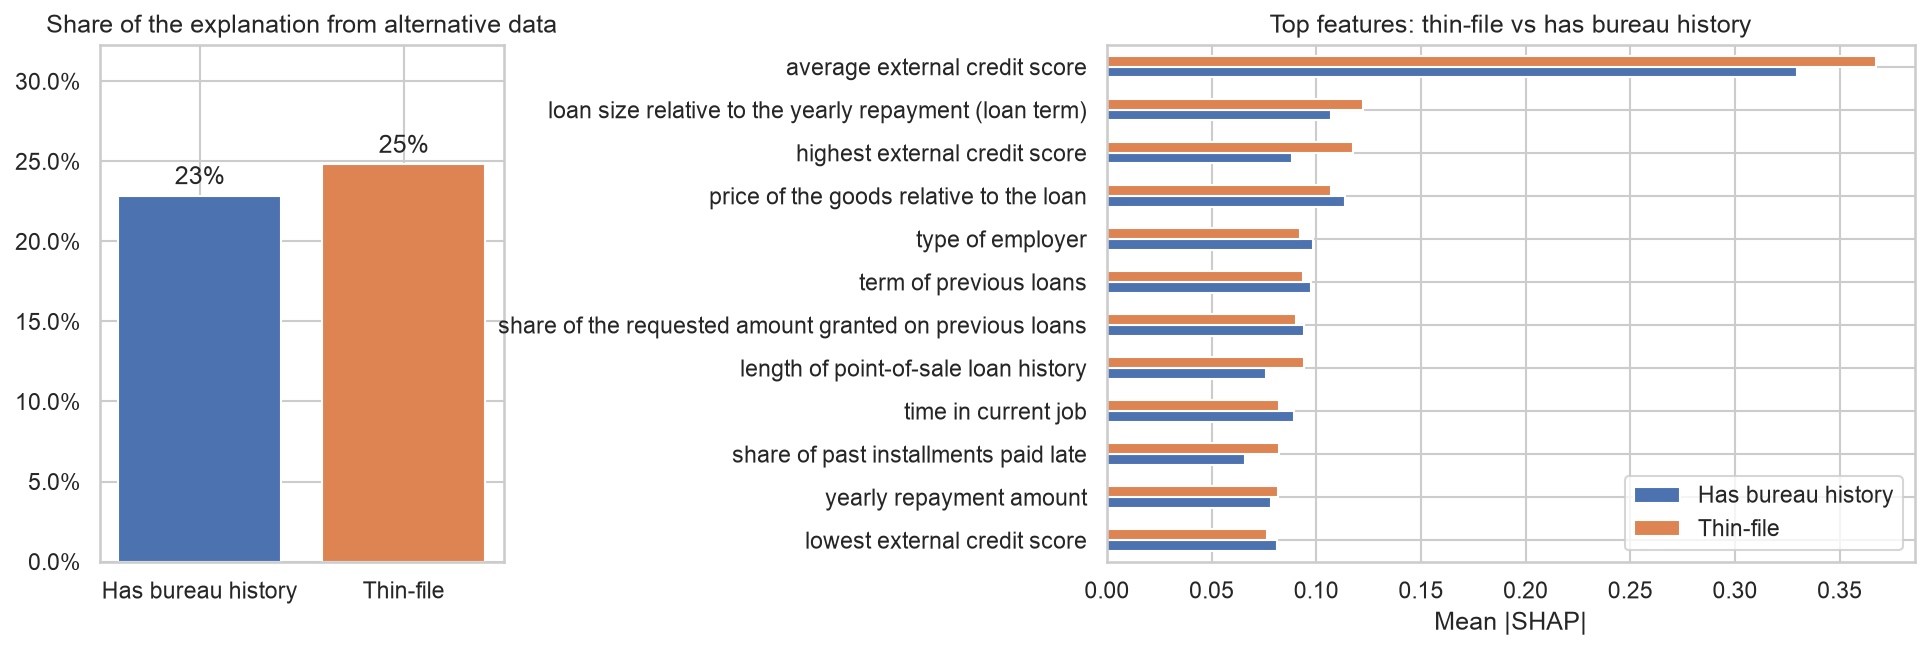 Share of the explanation from alternative data
30.0%
25.0%
20.0%
15.0%
10.0%
5.0%
0.0%
23%
25%
Has bureau history
Thin-file
Top features: thin-file vs has bureau history
average external credit score
loan size relative to the yearly repayment (loan term)
highest external credit score
price of the goods relative to the loan
type of employer
term of previous loans
share of the requested amount granted on previous loans
length of point-of-sale loan history
time in current job
share of past installments paid late
yearly repayment amount
lowest external credit score
Has bureau history
Thin-file
0.00 0.05 0.10 0.15 0.20 0.25 0.30 0.35
Mean |SHAP|